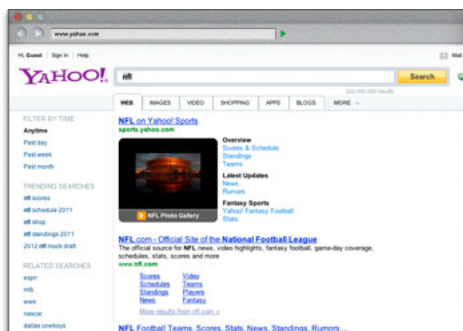 www.yahoo.com
Hi, Guest Sign In Help Mail
YAHOO! nfl Search
WEB IMAGES VIDEO SHOPPING APPS BLOGS MORE
FILTER BY TIME
Anytime
Past day
Past week
Past month
TRENDING SEARCHES
nfl scores
nfl schedule 2011
nfl shop
nfl standings 2011
2012 nfl mock draft
RELATED SEARCHES
espn
mlb
wwe
nascar
dallas cowboys
NFL on Yahoo! Sports
sports.yahoo.com
NFL Photo Gallery
Overview
Scores & Schedule
Standings
Teams
Latest Updates
News
Rumors
Fantasy Sports
Yahoo! Fantasy Football
Stats
NFL.com - Official Site of the National Football League
The official source for NFL news, video highlights, fantasy football, game-day coverage,
schedules, stats, scores and more
www.nfl.com
Scores Video
Schedules Teams
Standings Players
News Fantasy
More results from nfl.com »
NFL Football Teams, Scores, Stats, News, Standings, Rumors ...